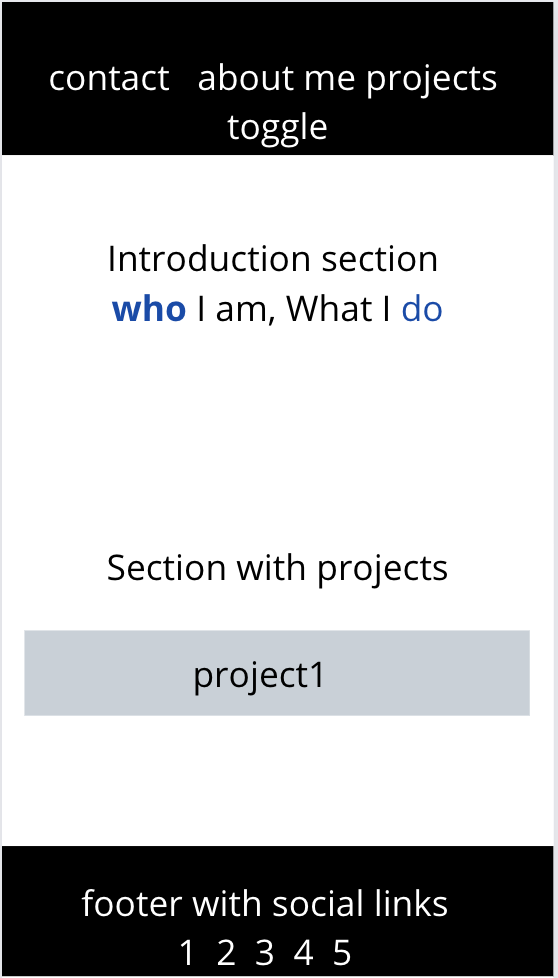 contact about me projects
toggle
Introduction section
who I am, What I do
Section with projects
project1
footer with social links
1 2 3 4 5